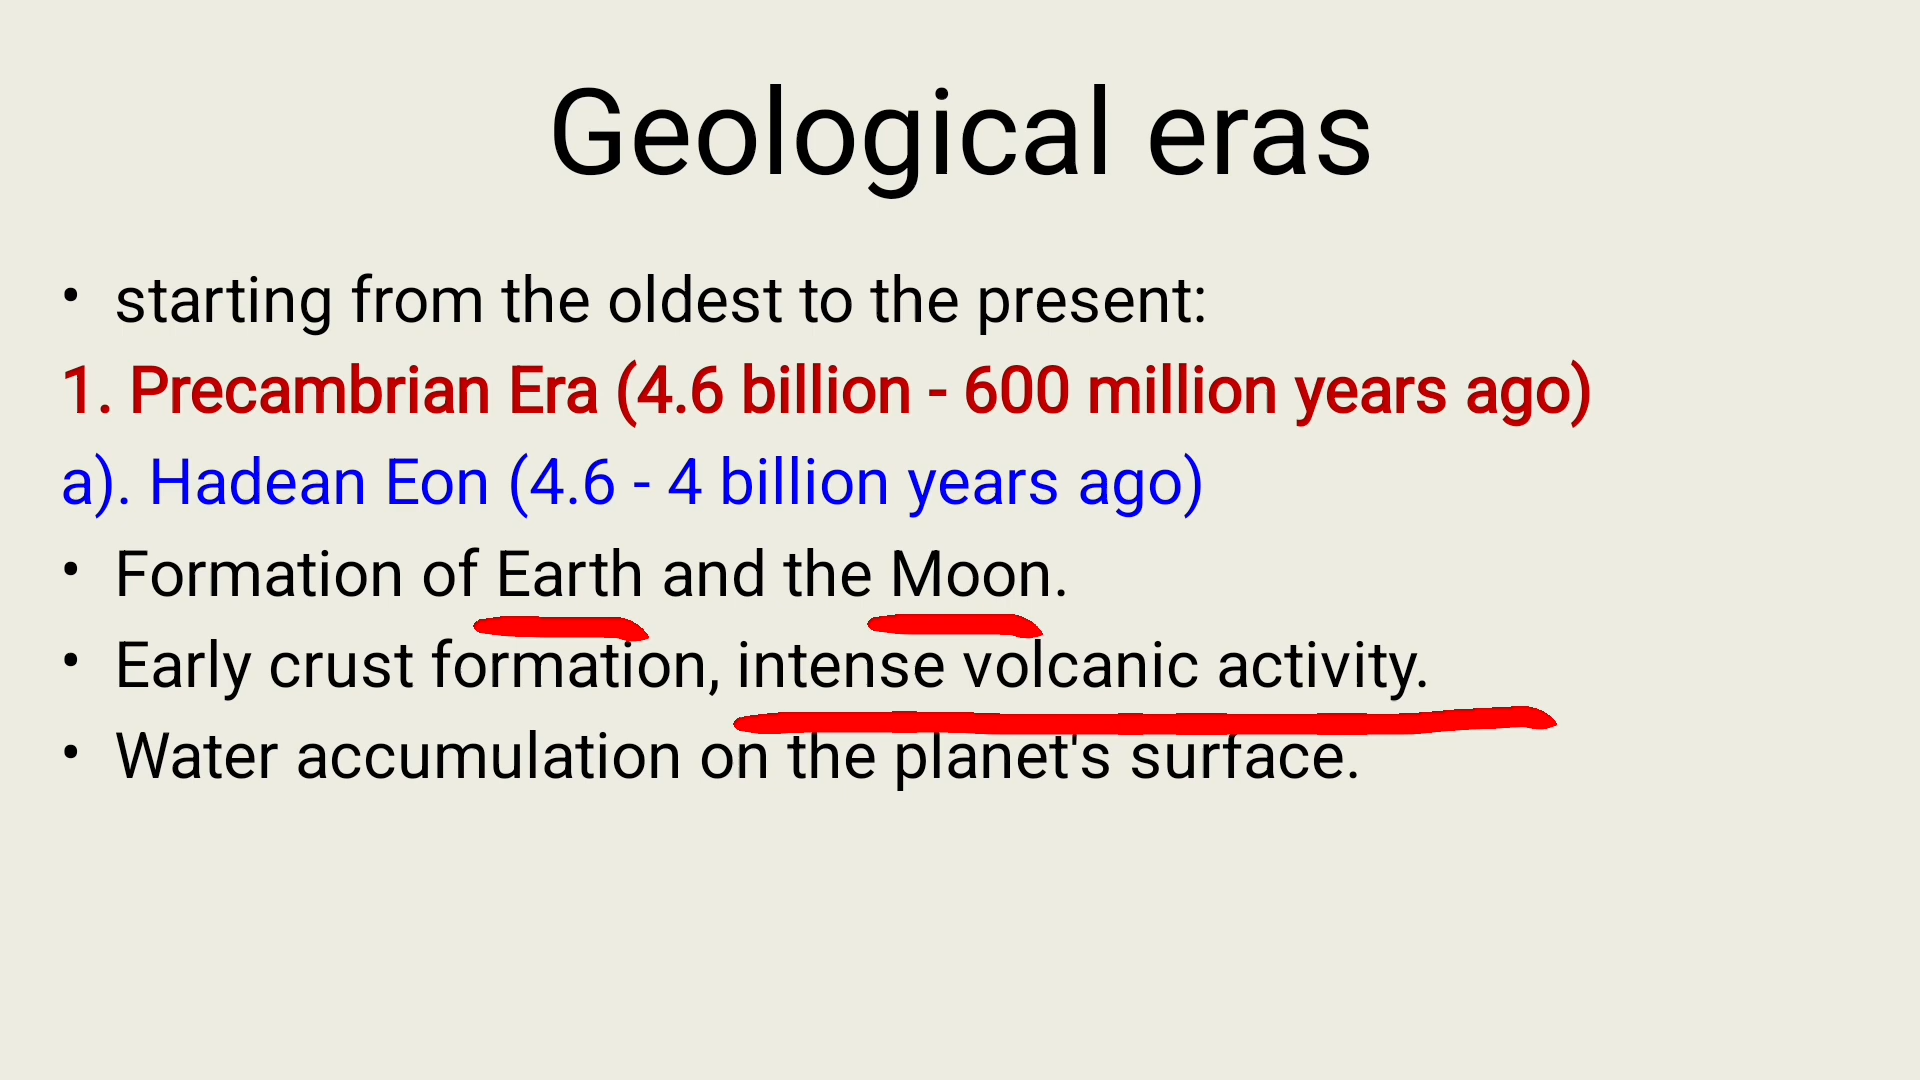 Geological eras
• starting from the oldest to the present:
1. Precambrian Era (4.6 billion - 600 million years ago)
a). Hadean Eon (4.6 - 4 billion years ago)
• Formation of Earth and the Moon.
• Early crust formation, intense volcanic activity.
• Water accumulation on the planet's surface.